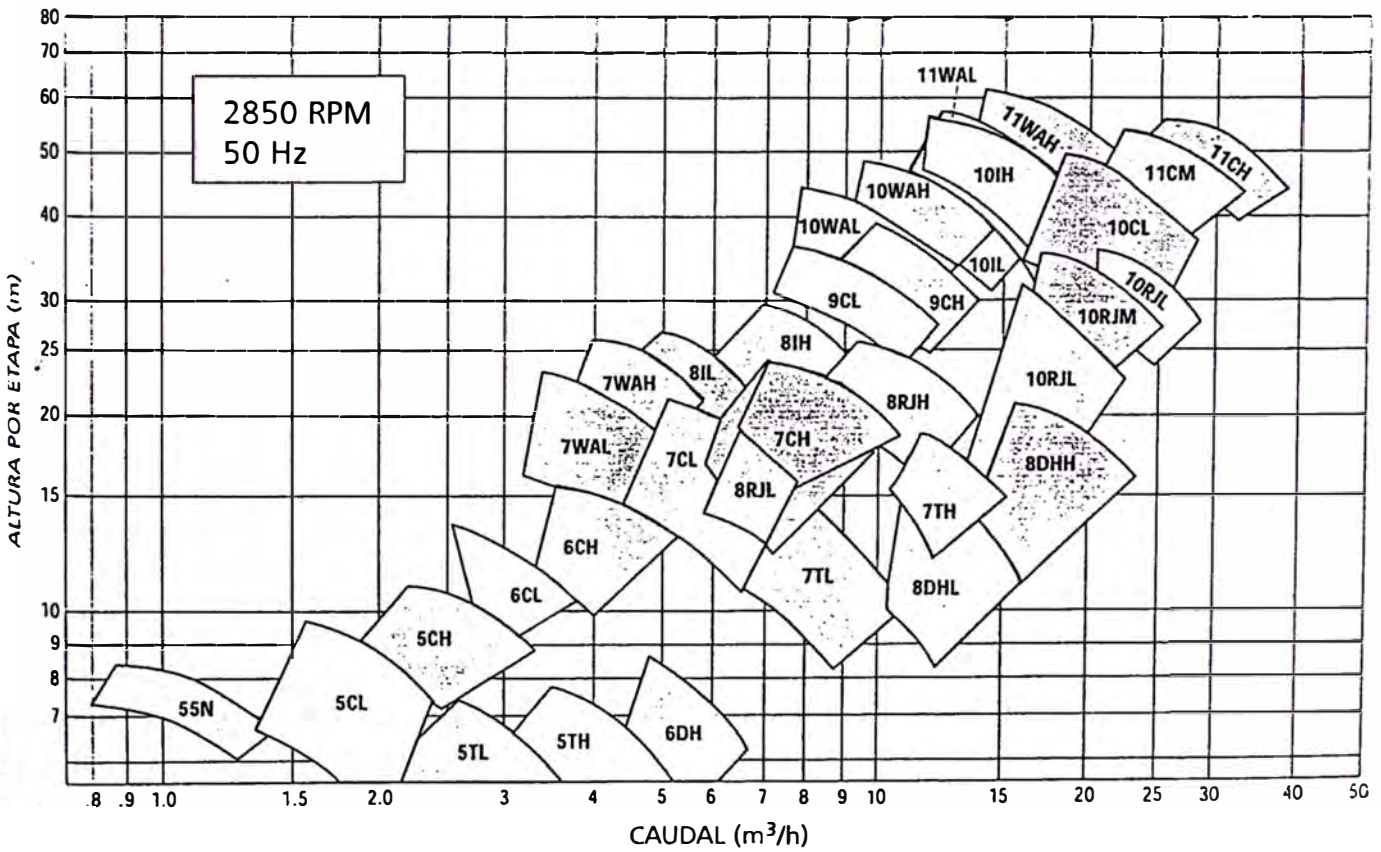 80
70
60
50
40
30
25
20
15
10
9
8
7
ALTURA POR ETAPA (m)
2850 RPM
50 Hz
11WAL
11WAH
10IH
11CM
11CH
10WAH
10WAL
10CL
10IL
9CL
9CH
10RJM
10RJL
8IH
8IL
7WAH
8RJH
10RJL
7WAL
7CL
7CH
8RJL
8DHH
7TH
6CH
7TL
8DHL
6CL
5CH
55N
5CL
5TL
5TH
6DH
.8 .9 1.0 1.5 2.0 3 4 5 6 7 8 9 10 15 20 25 30 40 50
CAUDAL (m³/h)